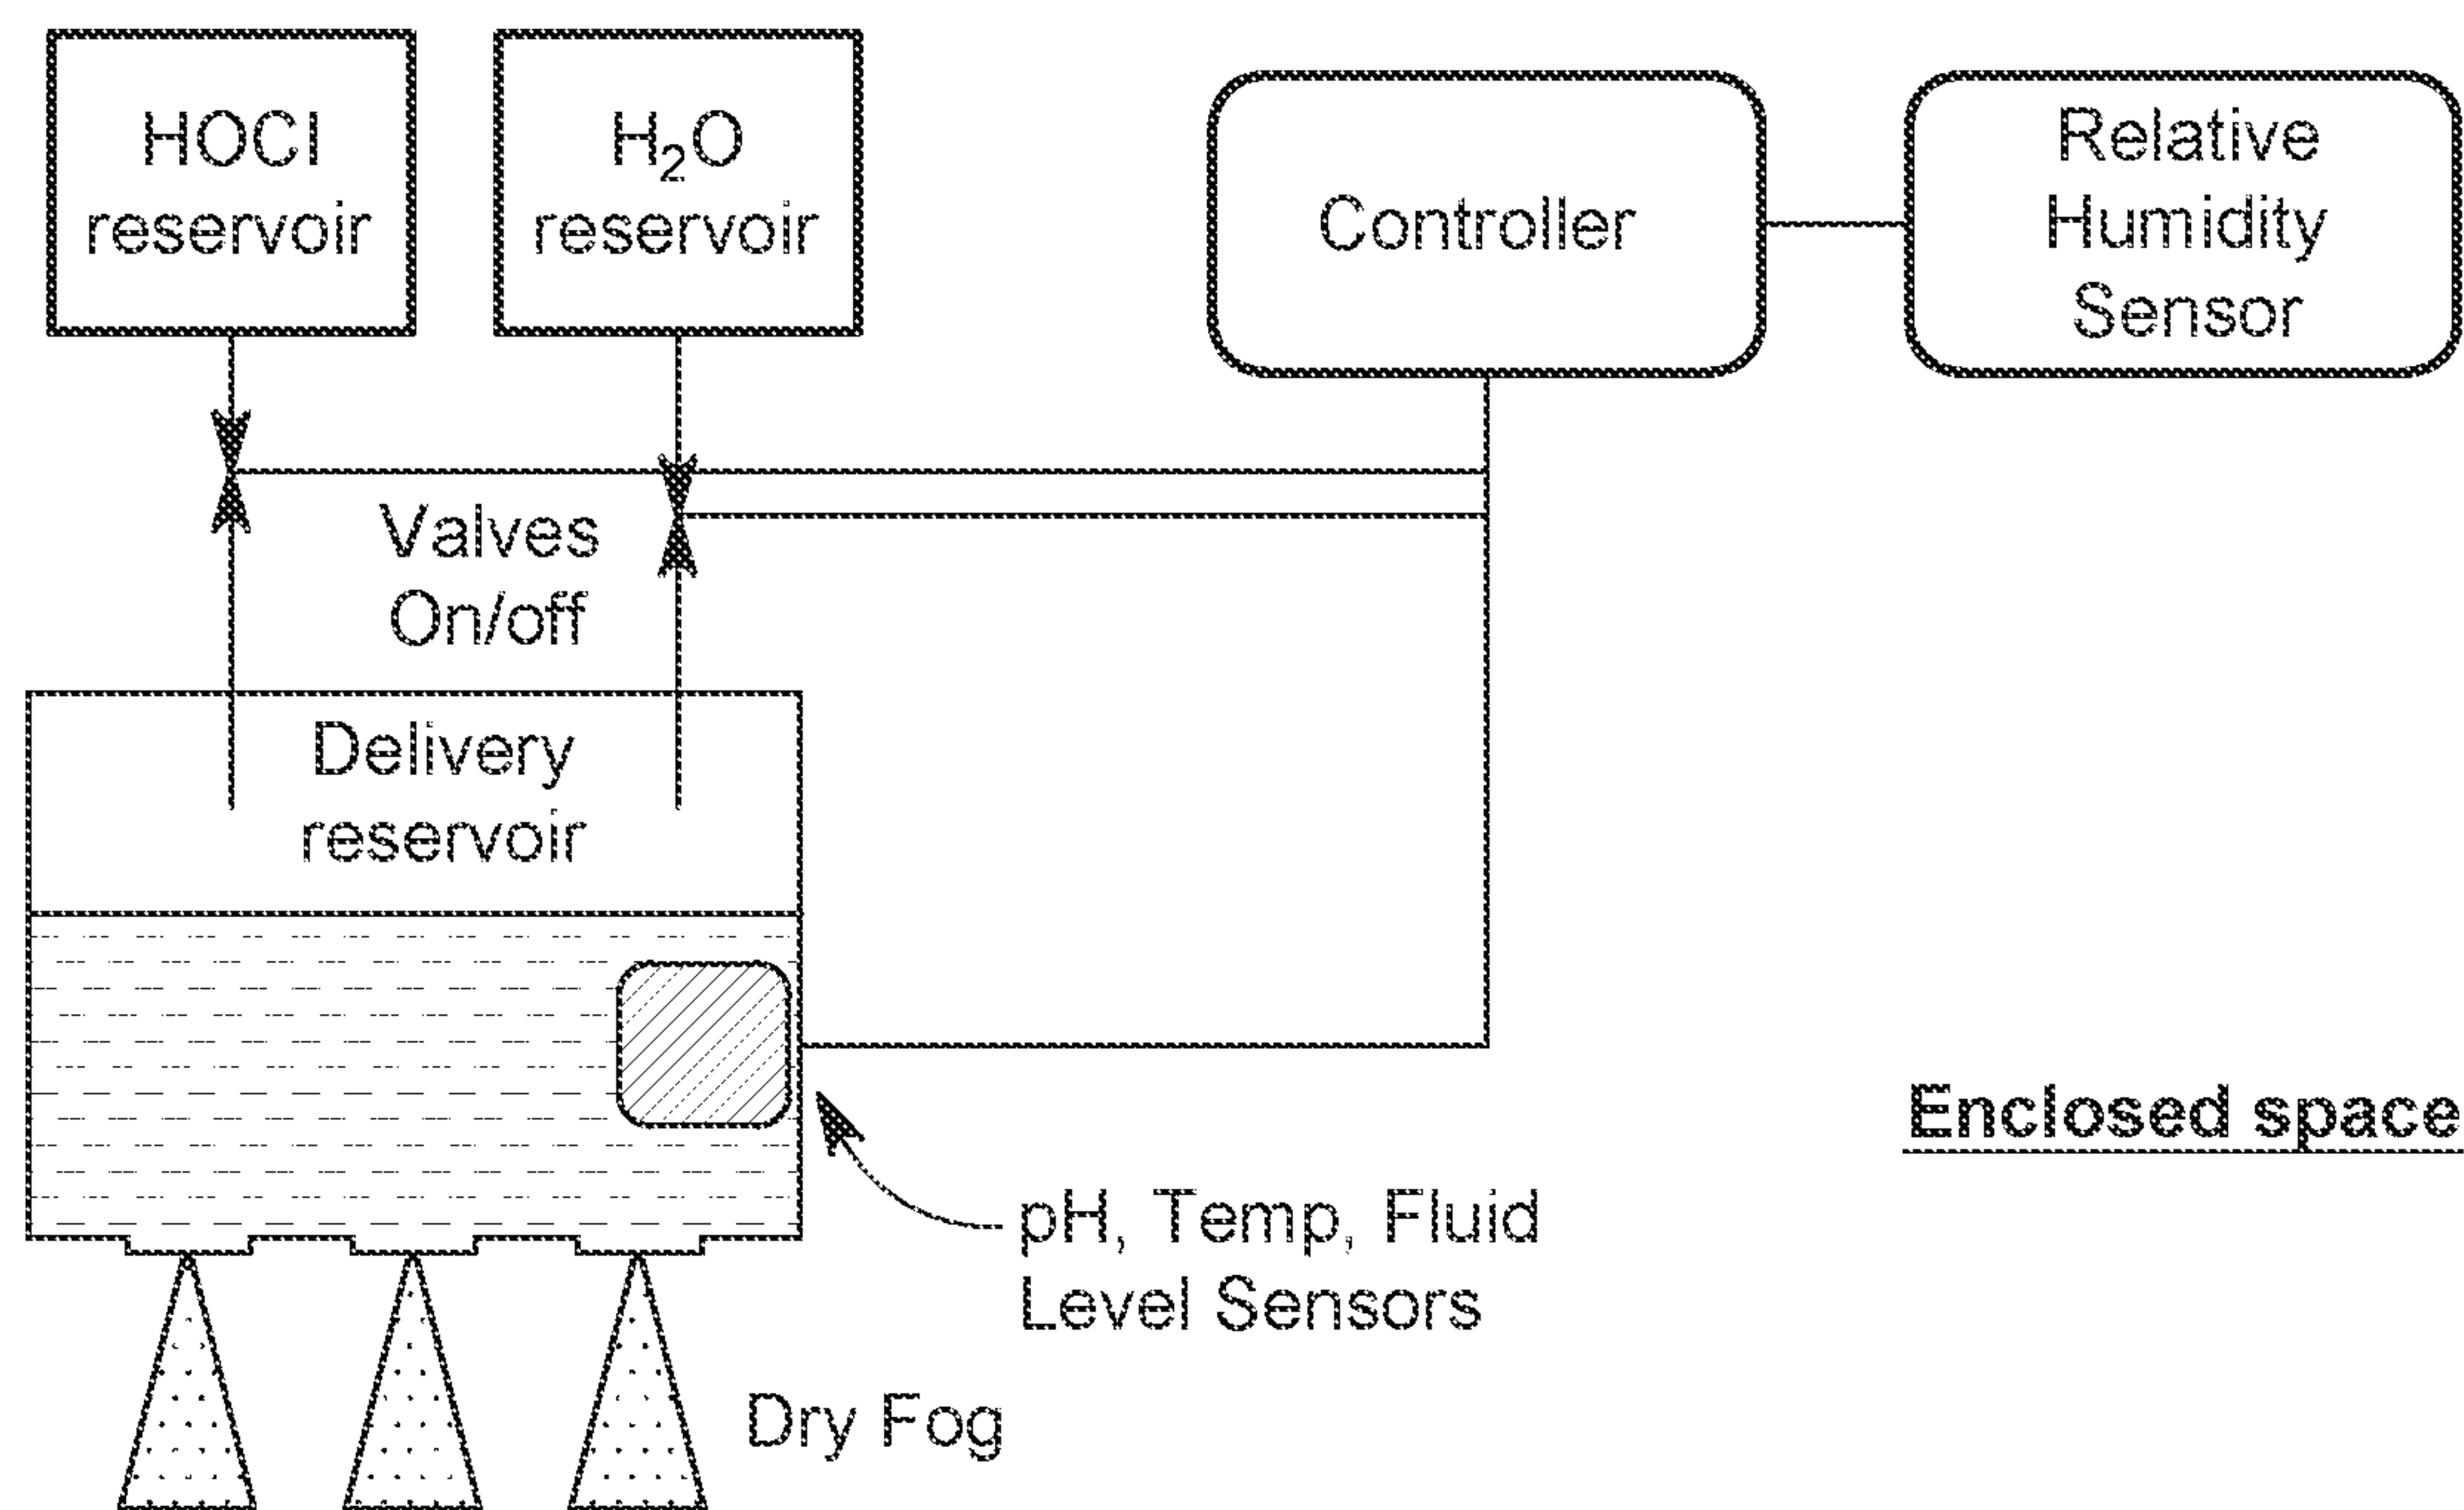 HOCl
reservoir
H₂O
reservoir
Controller
Relative
Humidity
Sensor
Valves
On/off
Delivery
reservoir
Enclosed space
pH, Temp, Fluid
Level Sensors
Dry Fog